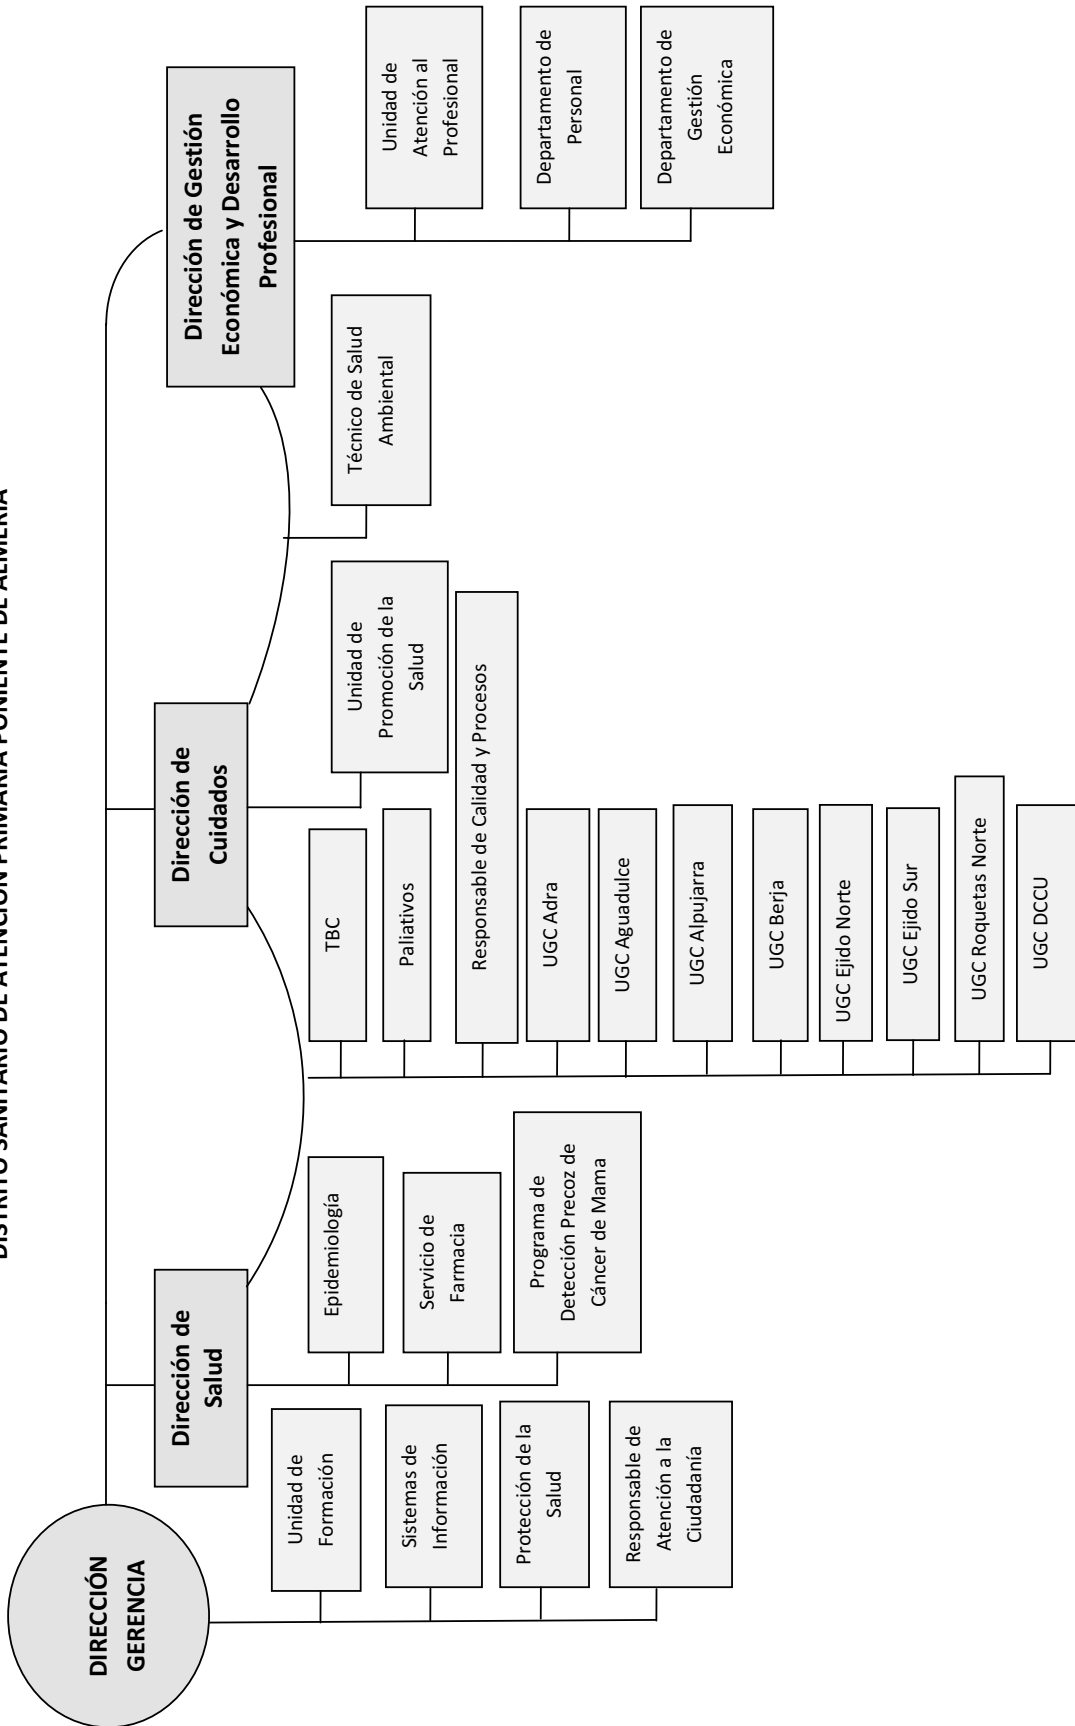 DISTRITO SANITARIO DE ATENCIÓN PRIMARIA PONIENTE DE ALMERÍA
DIRECCIÓN
GERENCIA
Unidad de
Formación
Sistemas de
Información
Protección de la
Salud
Responsable de
Atención a la
Ciudadanía
Dirección de
Salud
Epidemiología
Servicio de
Farmacia
Programa de
Detección Precoz de
Cáncer de Mama
TBC
Paliativos
Responsable de Calidad y Procesos
UGC Adra
UGC Aguadulce
UGC Alpujarra
UGC Berja
UGC Ejido Norte
UGC Ejido Sur
UGC Roquetas Norte
UGC DCCU
Dirección de
Cuidados
Unidad de
Promoción de la
Salud
Técnico de Salud
Ambiental
Dirección de Gestión
Económica y Desarrollo
Profesional
Unidad de
Atención al
Profesional
Departamento de
Personal
Departamento de
Gestión
Económica